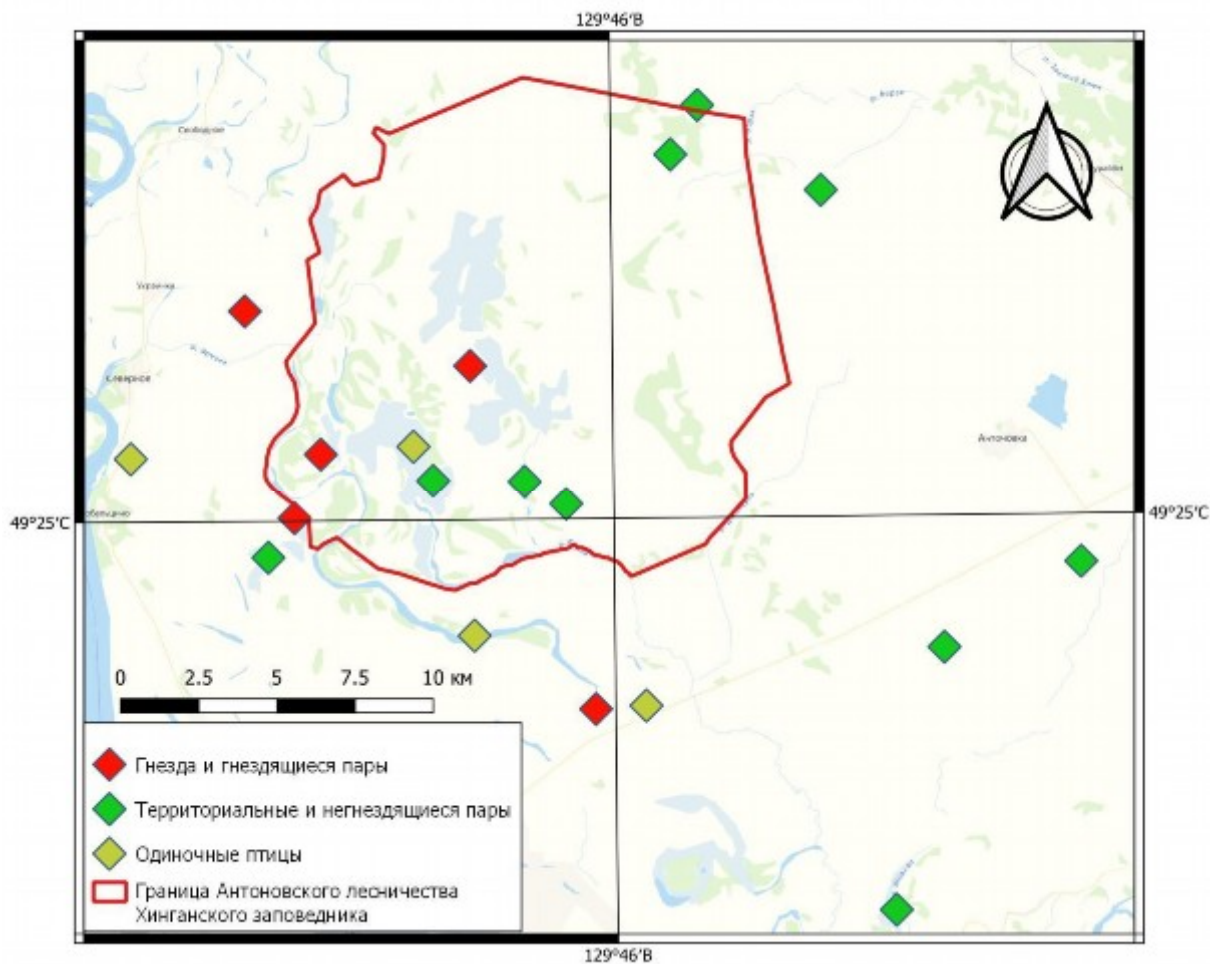 129°46'В
Свободное
Украинка
Северное
Антоновка
49°25'С
49°25'С
0 2.5 5 7.5 10 км
Гнезда и гнездящиеся пары
Территориальные и негнездящиеся пары
Одиночные птицы
Граница Антоновского лесничества
Хинганского заповедника
129°46'В